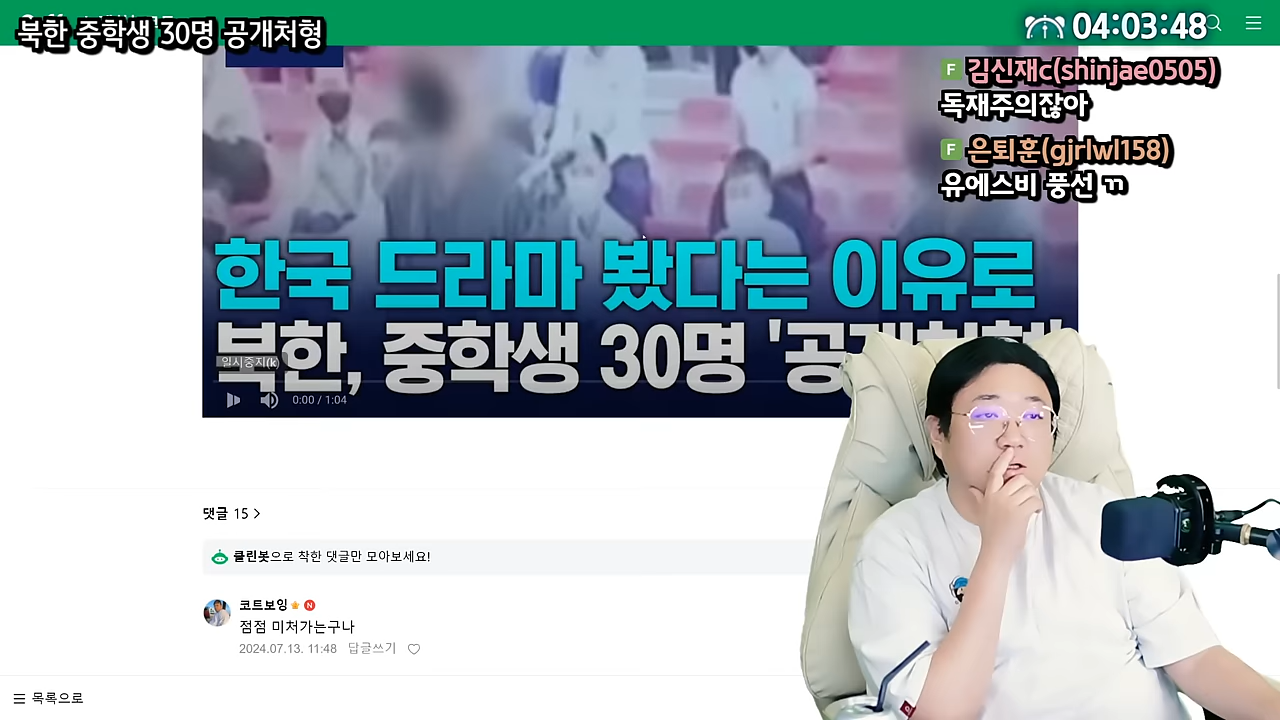 북한 중학생 30명 공개처형
04:03:48
F 김신재c(shinjae0505)
독재주의잖아
F 은퇴훈(gjrlwl158)
유에스비 풍선 ㄲ
한국 드라마 봤다는 이유로
북한, 중학생 30명 '공개처형'
일시중지(k)
0:00 / 1:04
댓글 15 >
클린봇으로 착한 댓글만 모아보세요!
코트보잉 N
점점 미처가는구나
2024.07.13. 11:48 답글쓰기
목록으로